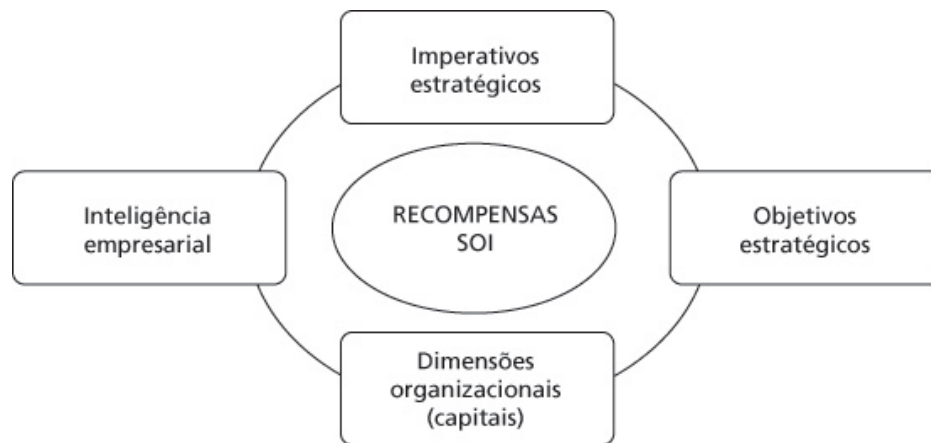 Imperativos
estratégicos
Inteligência
empresarial
RECOMPENSAS
SOI
Objetivos
estratégicos
Dimensões
organizacionais
(capitais)